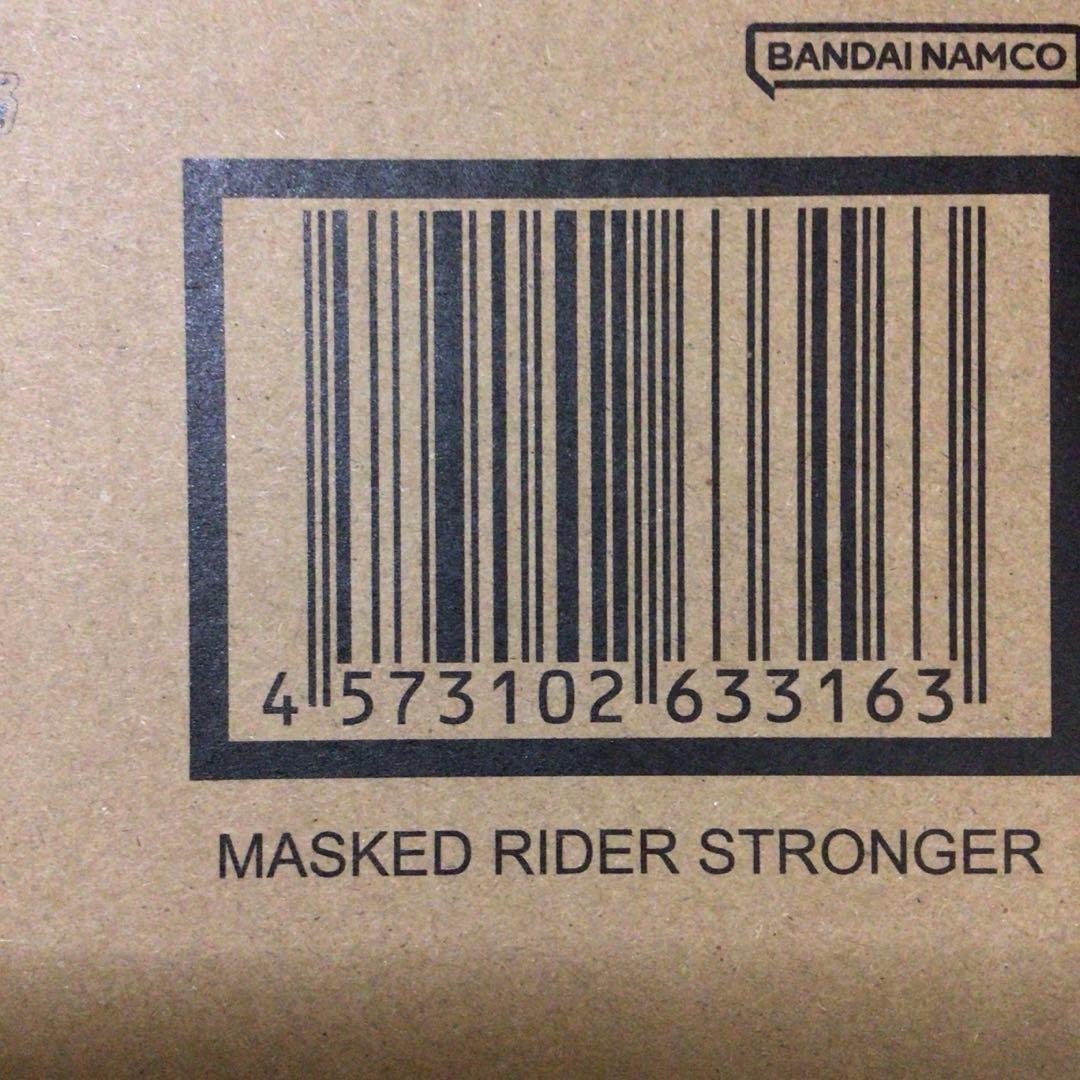 BANDAI NAMCO
4 573102 633163
MASKED RIDER STRONGER